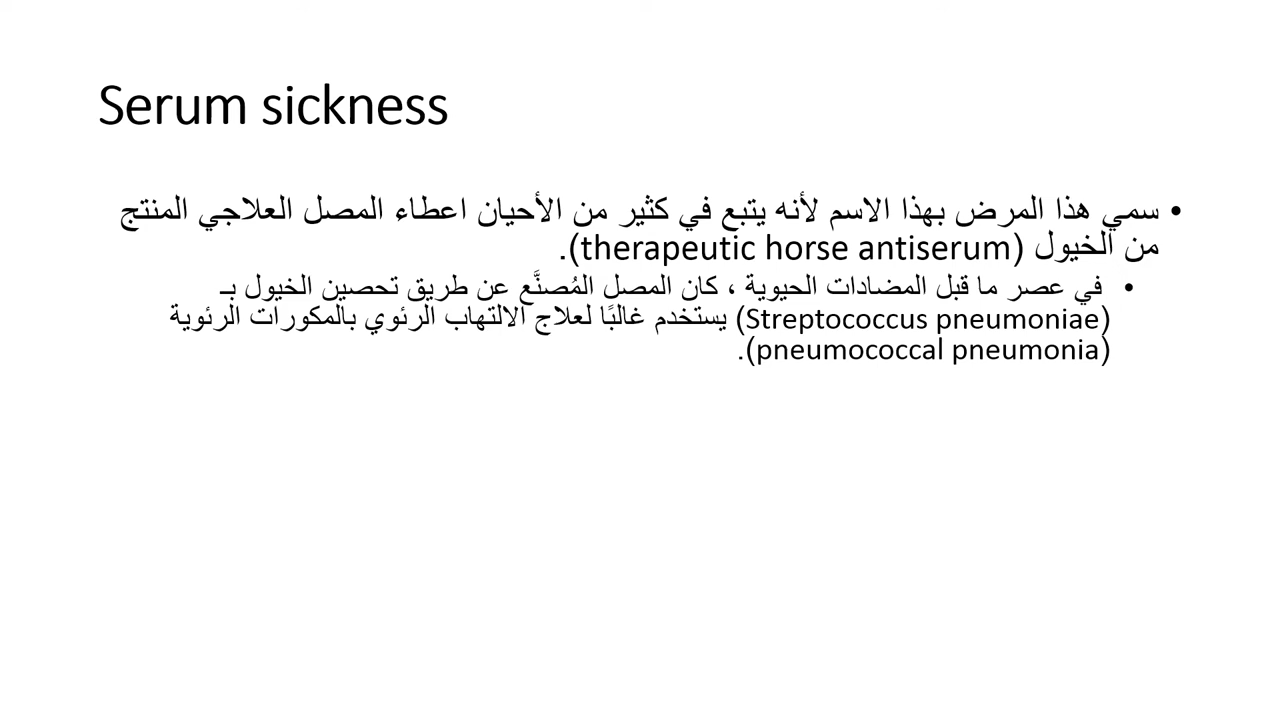 Serum sickness
• سمي هذا المرض بهذا الاسم لأنه يتبع في كثير من الأحيان اعطاء المصل العلاجي المنتج
من الخيول (therapeutic horse antiserum).
• في عصر ما قبل المضادات الحيوية ، كان المصل المُصنَّع عن طريق تحصين الخيول بـ
(Streptococcus pneumoniae) يستخدم غالبًا لعلاج الالتهاب الرئوي بالمكورات الرئوية
(pneumococcal pneumonia).